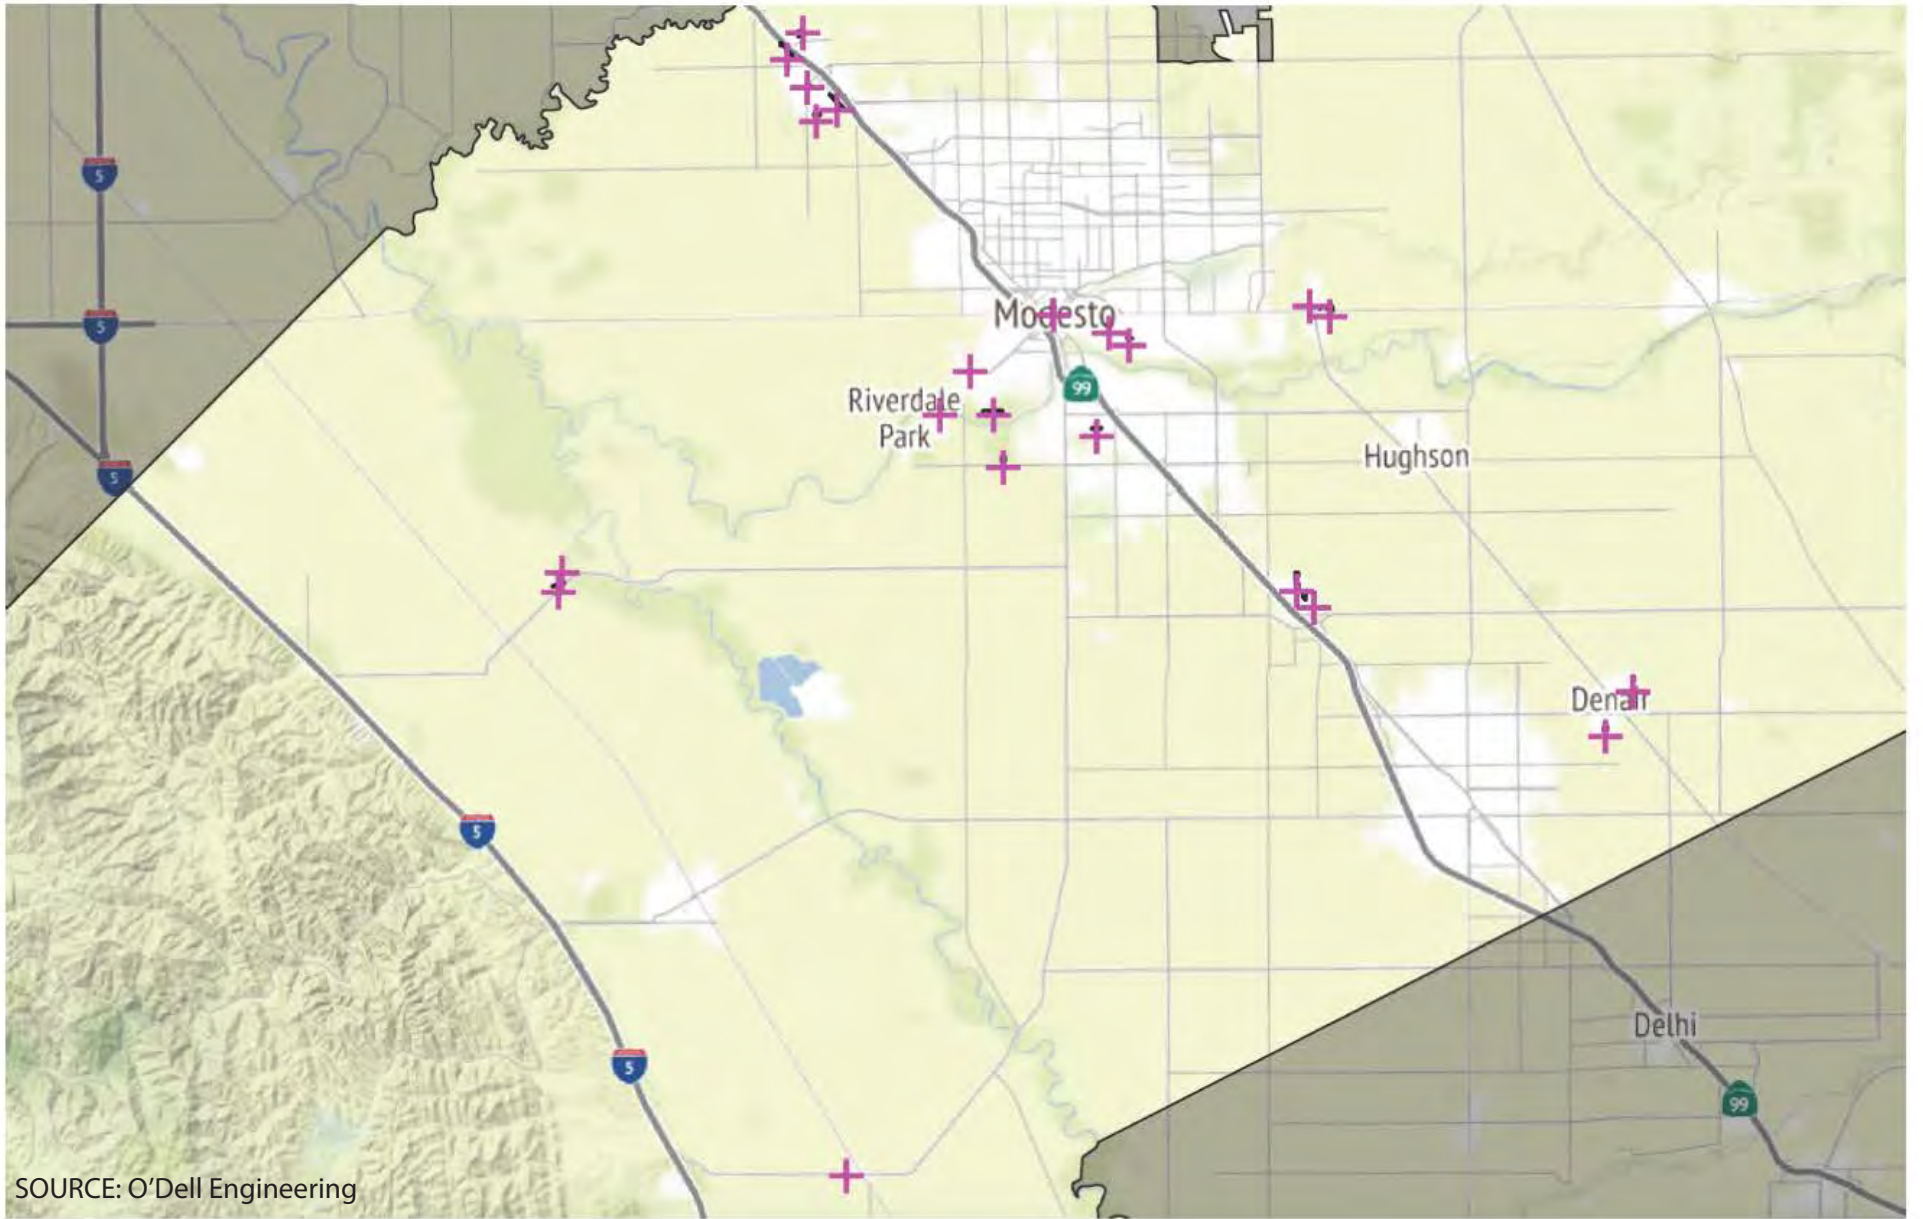 5
5
Modesto
99
Riverdale
Park
Hughson
5
Denair
5
Delhi
5
99
SOURCE: O'Dell Engineering